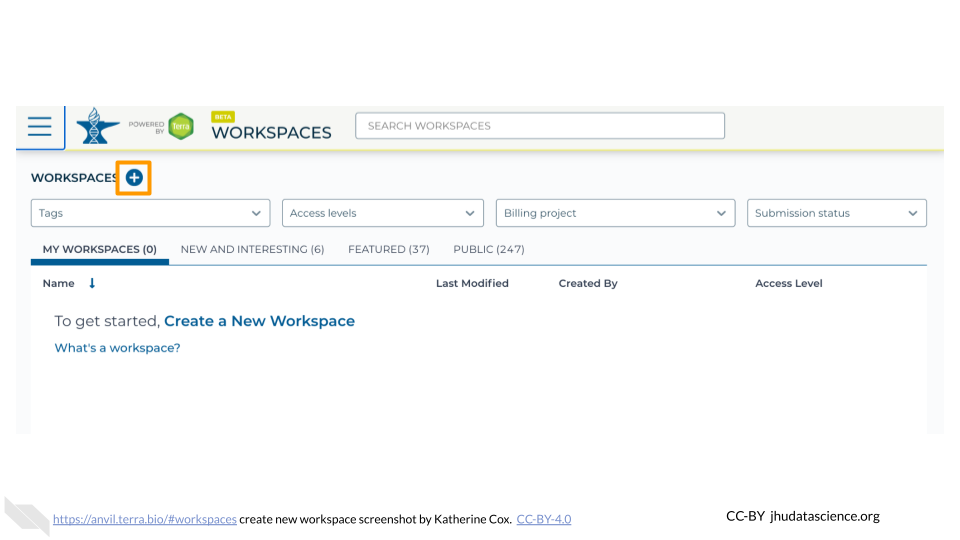 POWERED BY
Terra
BETA
WORKSPACES
SEARCH WORKSPACES
WORKSPACES
Tags
Access levels
Billing project
Submission status
MY WORKSPACES (0) NEW AND INTERESTING (6) FEATURED (37) PUBLIC (247)
Name Last Modified Created By Access Level
To get started, Create a New Workspace
What's a workspace?
https://anvil.terra.bio/#workspaces create new workspace screenshot by Katherine Cox. CC-BY-4.0
CC-BY jhudatascience.org